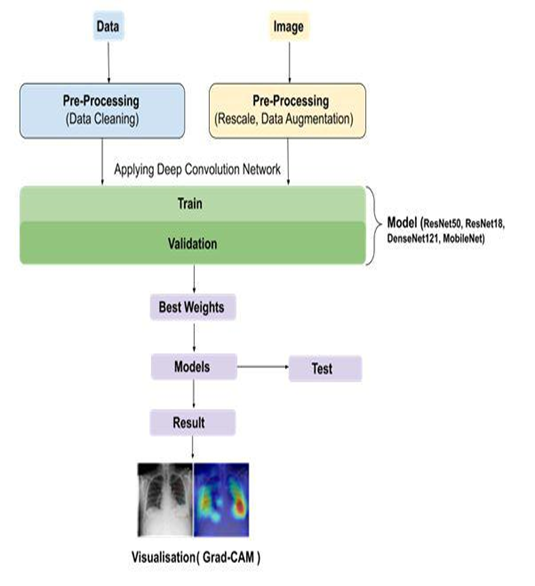 Data
Image
Pre-Processing
(Data Cleaning)
Pre-Processing
(Rescale, Data Augmentation)
Applying Deep Convolution Network
Train
Validation
Model (ResNet50, ResNet18,
DenseNet121, MobileNet)
Best Weights
Models
Test
Result
Visualisation( Grad-CAM )